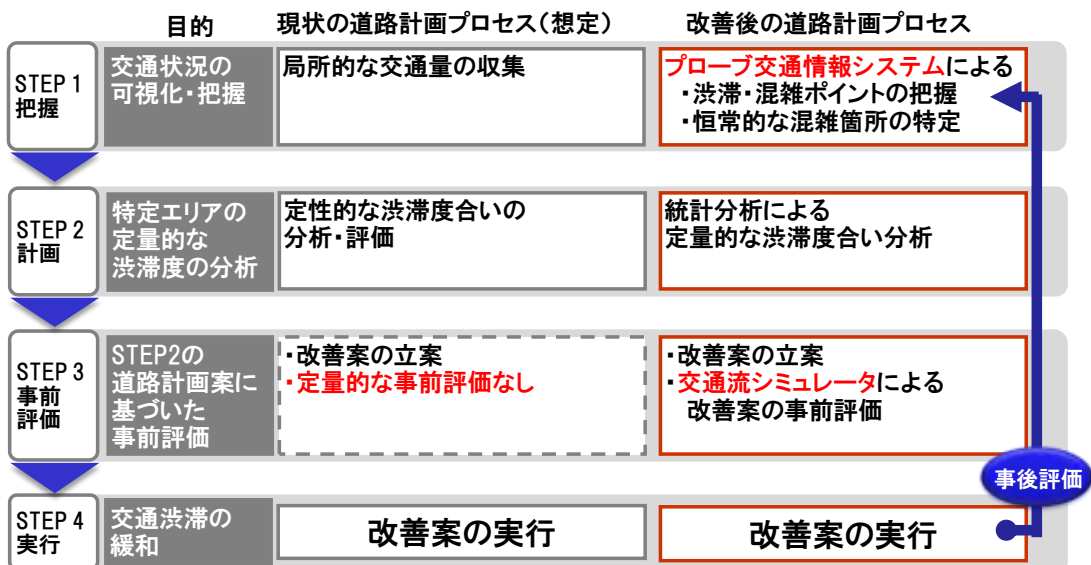 目的
現状の道路計画プロセス(想定)
改善後の道路計画プロセス
STEP 1
把握
交通状況の
可視化・把握
局所的な交通量の収集
プローブ交通情報システムによる
・渋滞・混雑ポイントの把握
・恒常的な混雑箇所の特定
STEP 2
計画
特定エリアの
定量的な
渋滞度の分析
定性的な渋滞度合いの
分析・評価
統計分析による
定量的な渋滞度合い分析
STEP 3
事前
評価
STEP2の
道路計画案に
基づいた
事前評価
・改善案の立案
・定量的な事前評価なし
・改善案の立案
・交通流シミュレータによる
改善案の事前評価
事後評価
STEP 4
実行
交通渋滞の
緩和
改善案の実行
改善案の実行